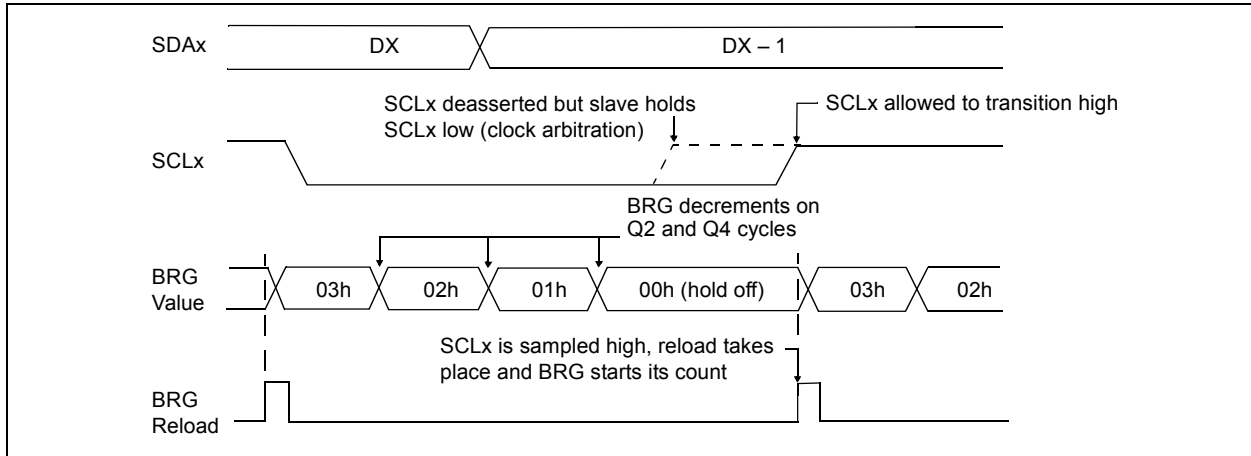 SDAx
DX
DX – 1
SCLx deasserted but slave holds
SCLx low (clock arbitration)
SCLx allowed to transition high
SCLx
BRG decrements on
Q2 and Q4 cycles
BRG
Value
03h
02h
01h
00h (hold off)
03h
02h
SCLx is sampled high, reload takes
place and BRG starts its count
BRG
Reload